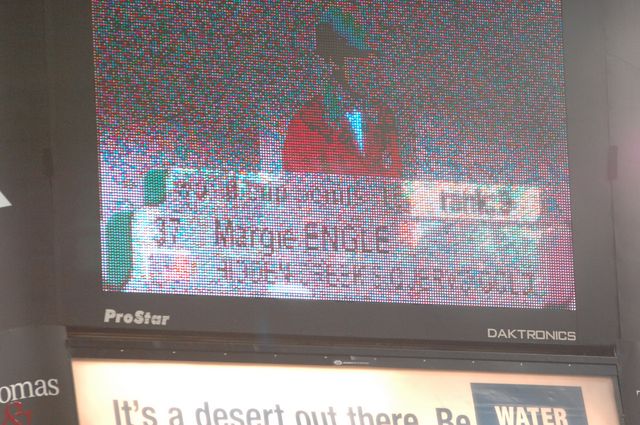 rank: 3
37 Margie ENGLE
ProStar
DAKTRONICS
omas
&
It's a desert out there. Be
WATER